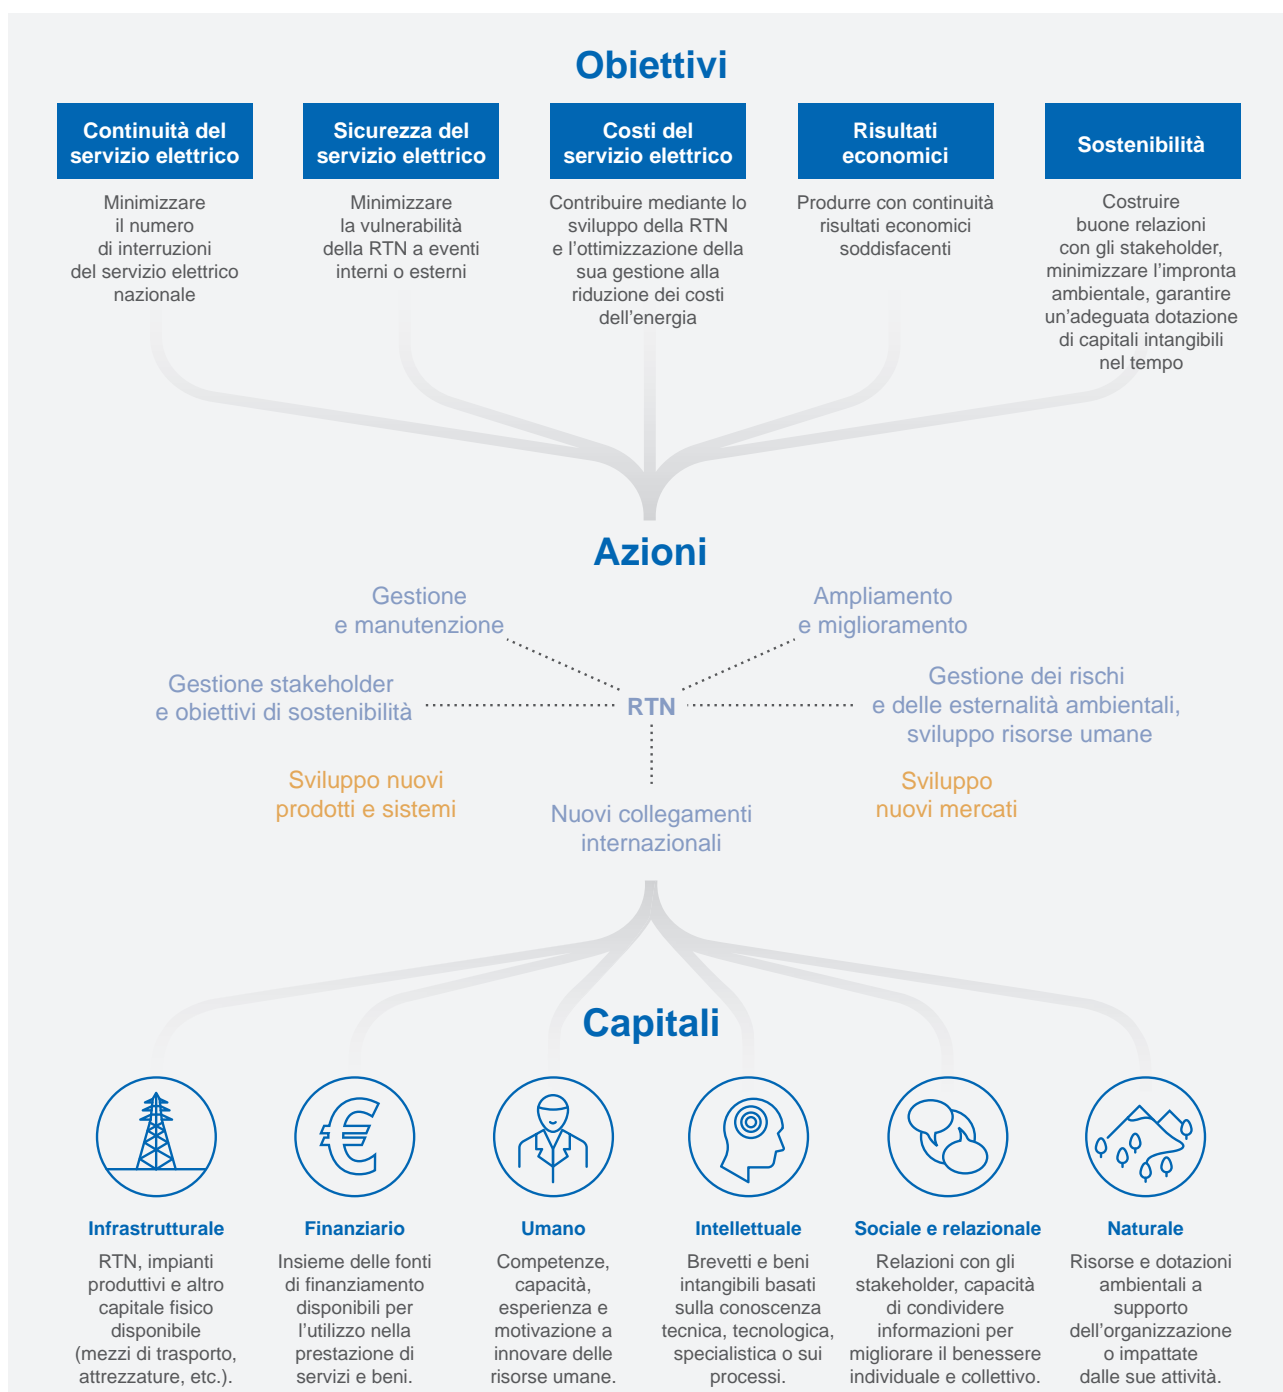 Obiettivi
Continuità del
servizio elettrico
Minimizzare
il numero
di interruzioni
del servizio elettrico
nazionale
Sicurezza del
servizio elettrico
Minimizzare
la vulnerabilità
della RTN a eventi
interni o esterni
Costi del
servizio elettrico
Contribuire mediante lo
sviluppo della RTN
e l’ottimizzazione della
sua gestione alla
riduzione dei costi
dell’energia
Risultati
economici
Produrre con continuità
risultati economici
soddisfacenti
Sostenibilità
Costruire
buone relazioni
con gli stakeholder,
minimizzare l’impronta
ambientale, garantire
un’adeguata dotazione
di capitali intangibili
nel tempo
Azioni
Gestione
e manutenzione
Ampliamento
e miglioramento
Gestione stakeholder
e obiettivi di sostenibilità
RTN
Gestione dei rischi
e delle esternalità ambientali,
sviluppo risorse umane
Sviluppo nuovi
prodotti e sistemi
Nuovi collegamenti
internazionali
Sviluppo
nuovi mercati
Capitali
Infrastrutturale
RTN, impianti
produttivi e altro
capitale fisico
disponibile
(mezzi di trasporto,
attrezzature, etc.).
€
Finanziario
Insieme delle fonti
di finanziamento
disponibili per
l’utilizzo nella
prestazione di
servizi e beni.
Umano
Competenze,
capacità,
esperienza e
motivazione a
innovare delle
risorse umane.
Intellettuale
Brevetti e beni
intangibili basati
sulla conoscenza
tecnica, tecnologica,
specialistica o sui
processi.
Sociale e relazionale
Relazioni con gli
stakeholder, capacità
di condividere
informazioni per
migliorare il benessere
individuale e collettivo.
Naturale
Risorse e dotazioni
ambientali a
supporto
dell’organizzazione
o impattate
dalle sue attività.